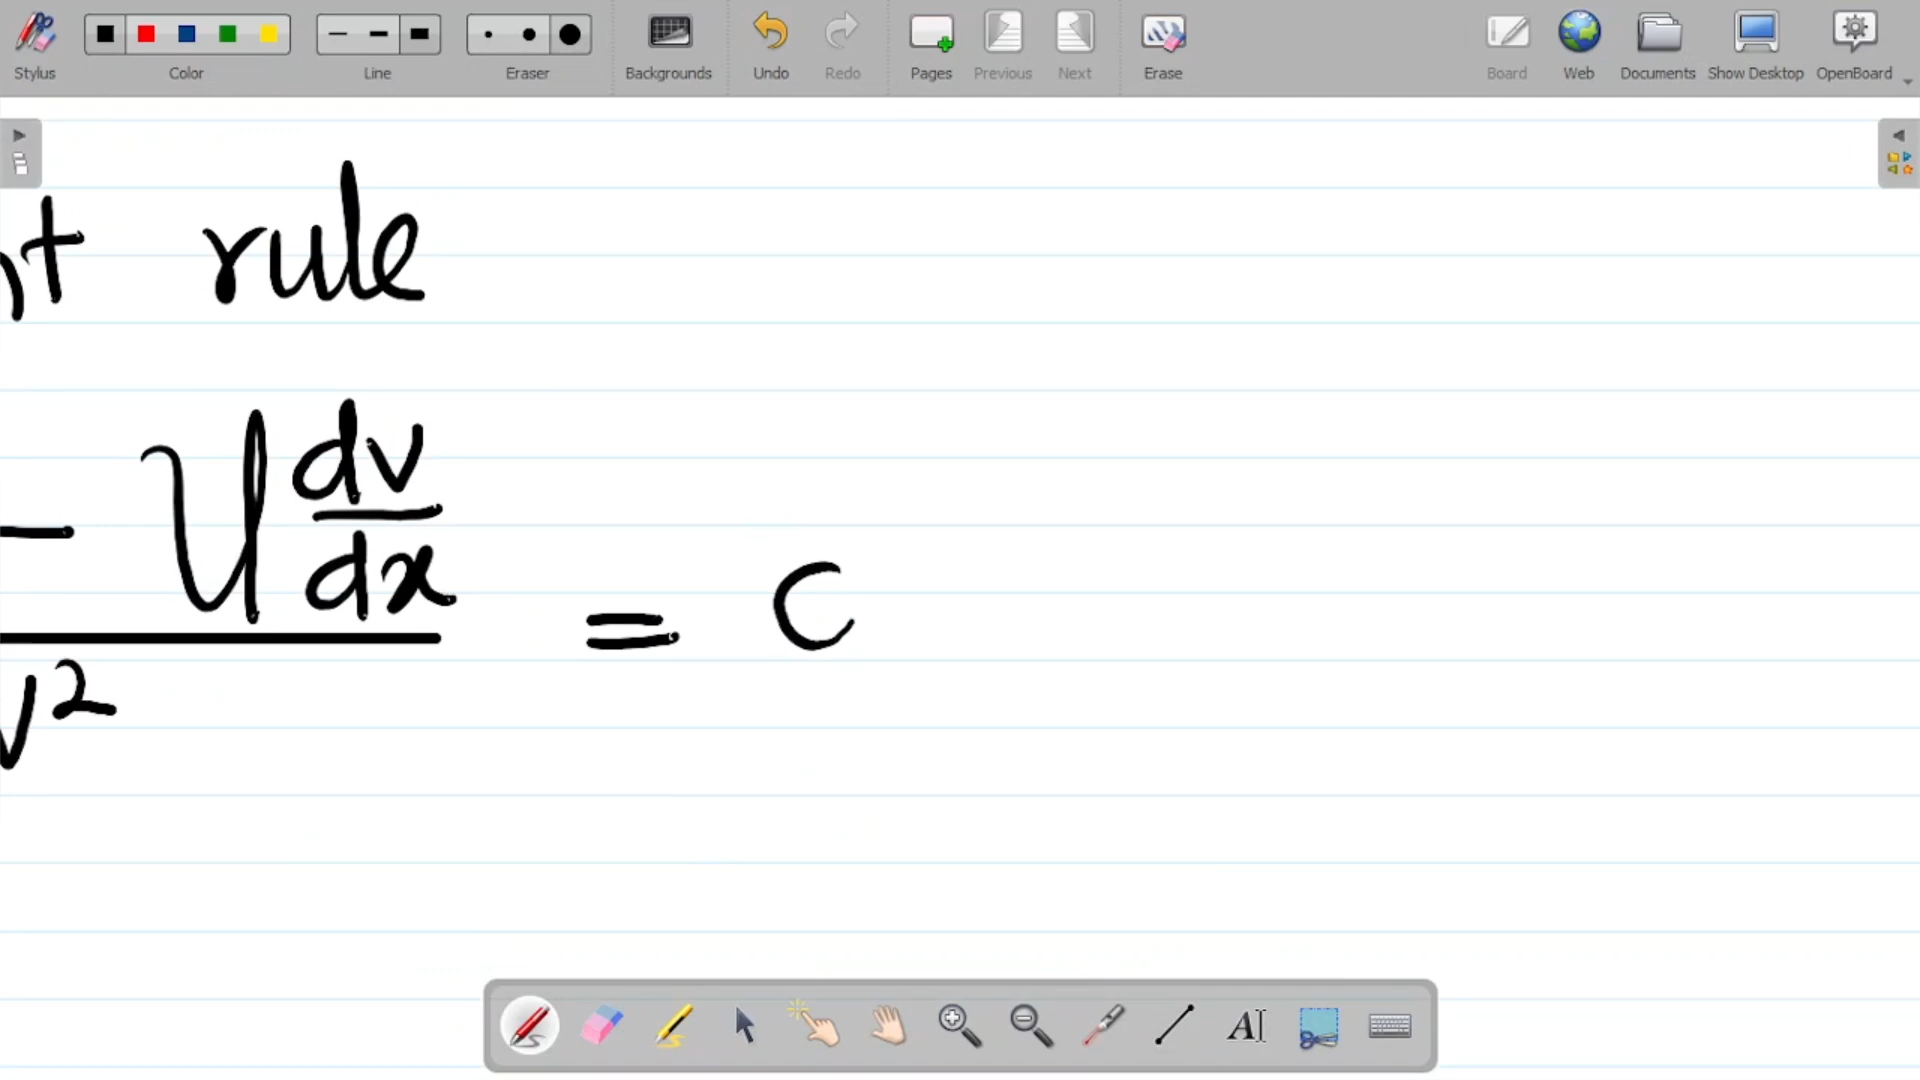 Stylus Color Line Eraser Backgrounds Undo Redo Pages Previous Next Erase Board Web Documents Show Desktop OpenBoard
t rule
- U dv
dx
= C
v²